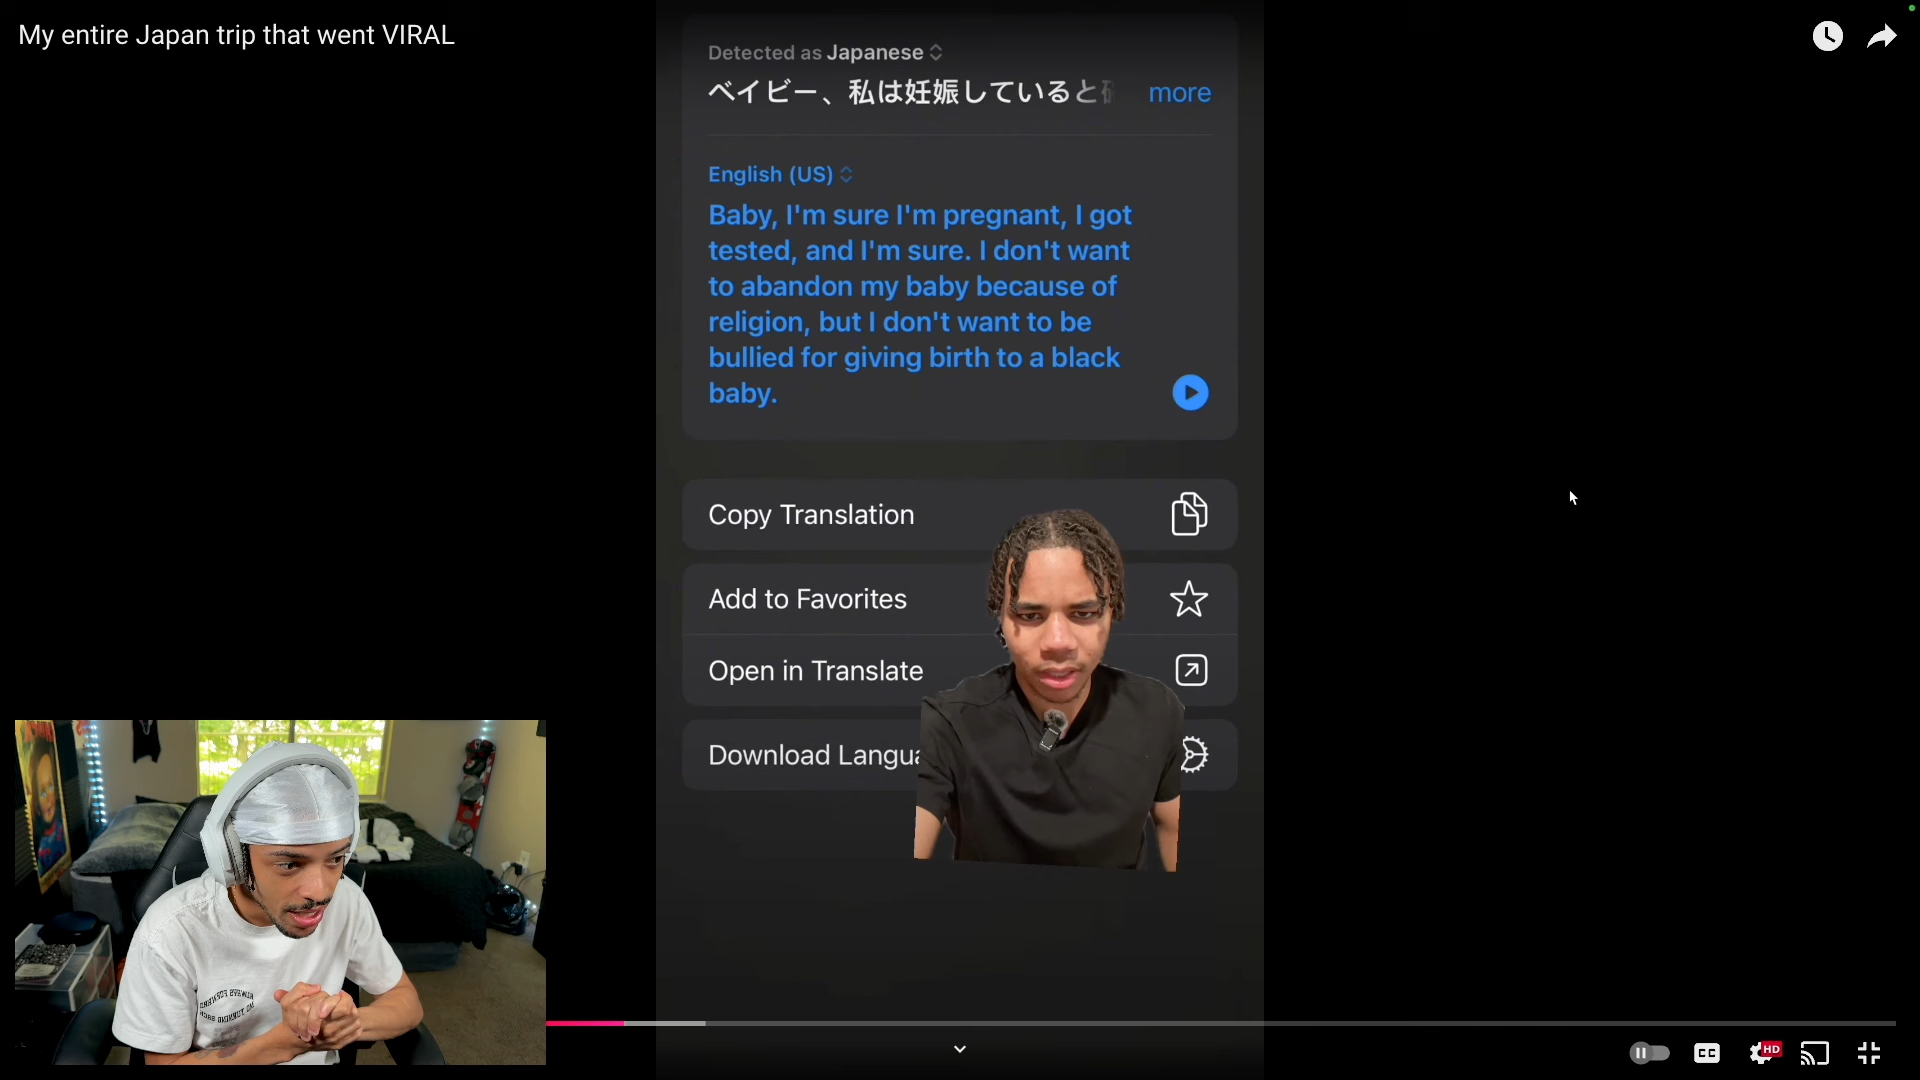 My entire Japan trip that went VIRAL
Detected as Japanese
ベイビー、私は妊娠していると
more
English (US)
Baby, I'm sure I'm pregnant, I got
tested, and I'm sure. I don't want
to abandon my baby because of
religion, but I don't want to be
bullied for giving birth to a black
baby.
Copy Translation
Add to Favorites
Open in Translate
Download Langua
CC
HD